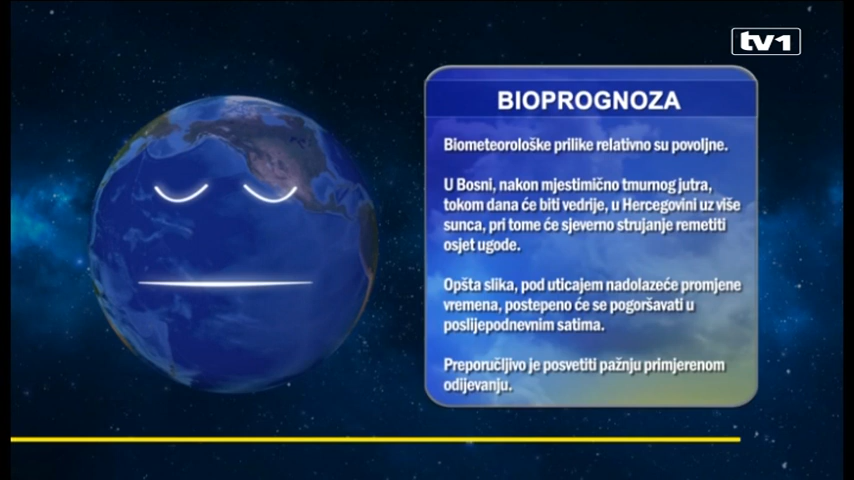 tv1
BIOPROGNOZA
Biometeorološke prilike relativno su povoljne.
U Bosni, nakon mjestimično tmurnog jutra,
tokom dana će biti vedrije, u Hercegovini uz više
sunca, pri tome će sjeverno strujanje remetiti
osjet ugode.
Opšta slika, pod uticajem nadolazeće promjene
vremena, postepeno će se pogoršavati u
poslijepodnevnim satima.
Preporučljivo je posvetiti pažnju primjerenom
odijevanju.